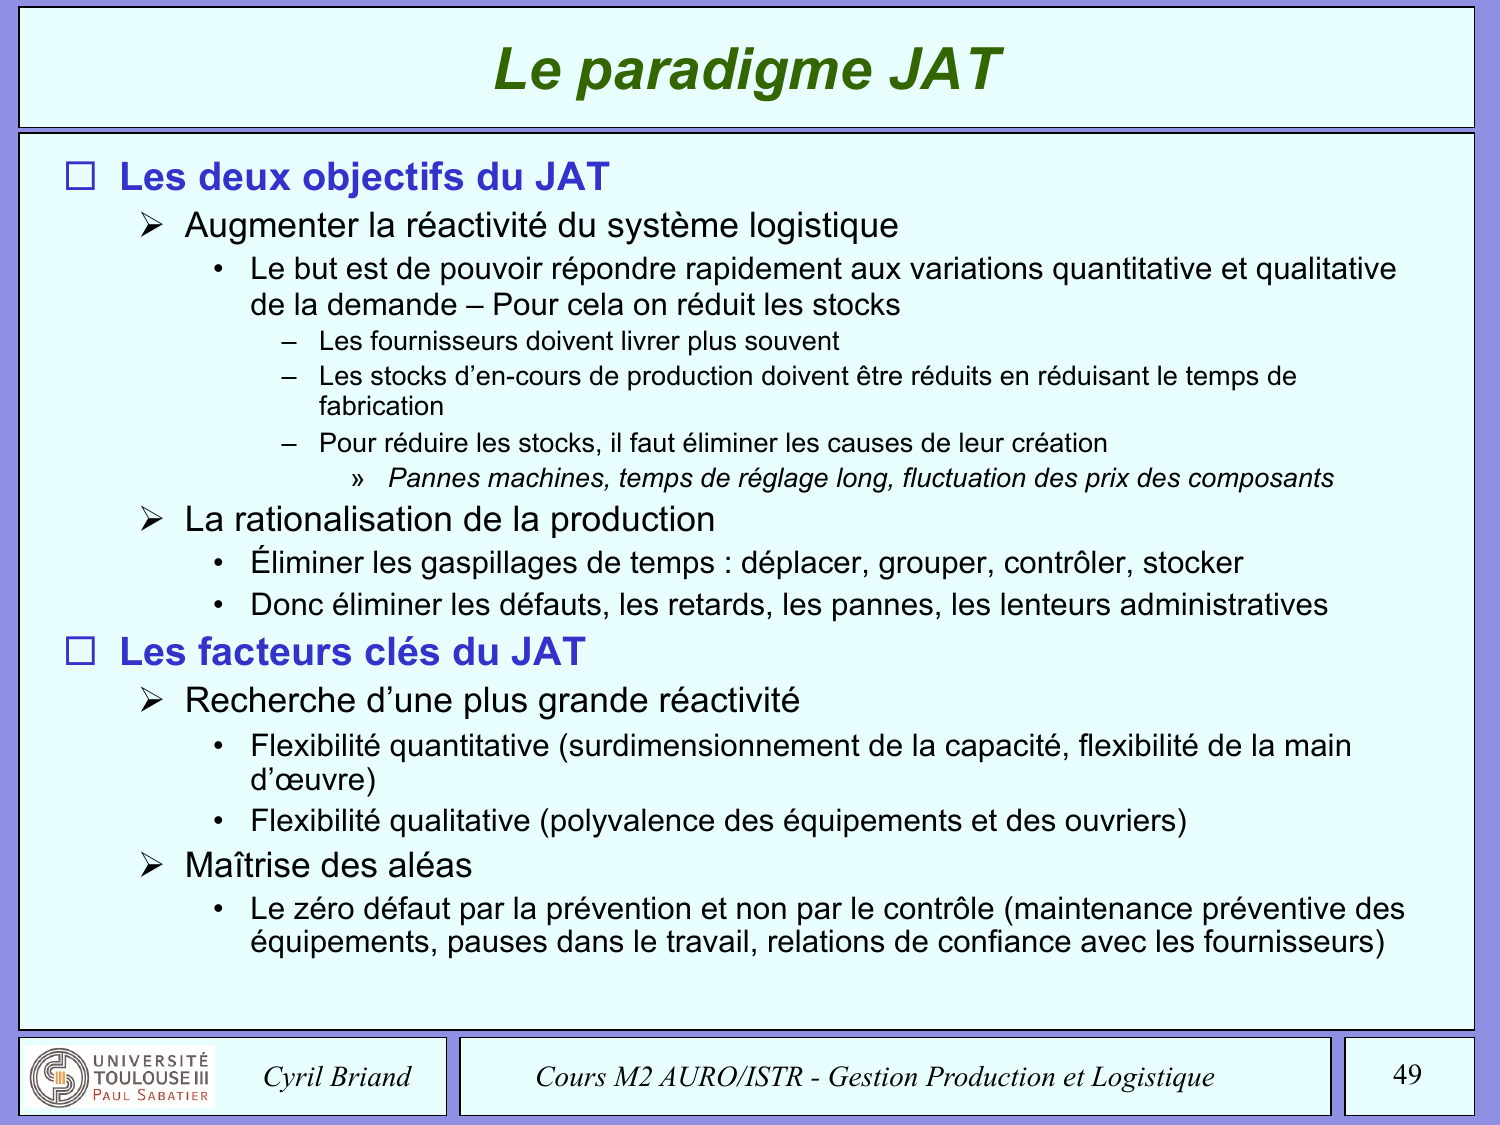 Le paradigme JAT
☐ Les deux objectifs du JAT
➢ Augmenter la réactivité du système logistique
• Le but est de pouvoir répondre rapidement aux variations quantitative et qualitative
de la demande – Pour cela on réduit les stocks
– Les fournisseurs doivent livrer plus souvent
– Les stocks d’en-cours de production doivent être réduits en réduisant le temps de
fabrication
– Pour réduire les stocks, il faut éliminer les causes de leur création
» Pannes machines, temps de réglage long, fluctuation des prix des composants
➢ La rationalisation de la production
• Éliminer les gaspillages de temps : déplacer, grouper, contrôler, stocker
• Donc éliminer les défauts, les retards, les pannes, les lenteurs administratives
☐ Les facteurs clés du JAT
➢ Recherche d’une plus grande réactivité
• Flexibilité quantitative (surdimensionnement de la capacité, flexibilité de la main
d’œuvre)
• Flexibilité qualitative (polyvalence des équipements et des ouvriers)
➢ Maîtrise des aléas
• Le zéro défaut par la prévention et non par le contrôle (maintenance préventive des
équipements, pauses dans le travail, relations de confiance avec les fournisseurs)
UNIVERSITÉ
TOULOUSE III
PAUL SABATIER
Cyril Briand
Cours M2 AURO/ISTR - Gestion Production et Logistique
49